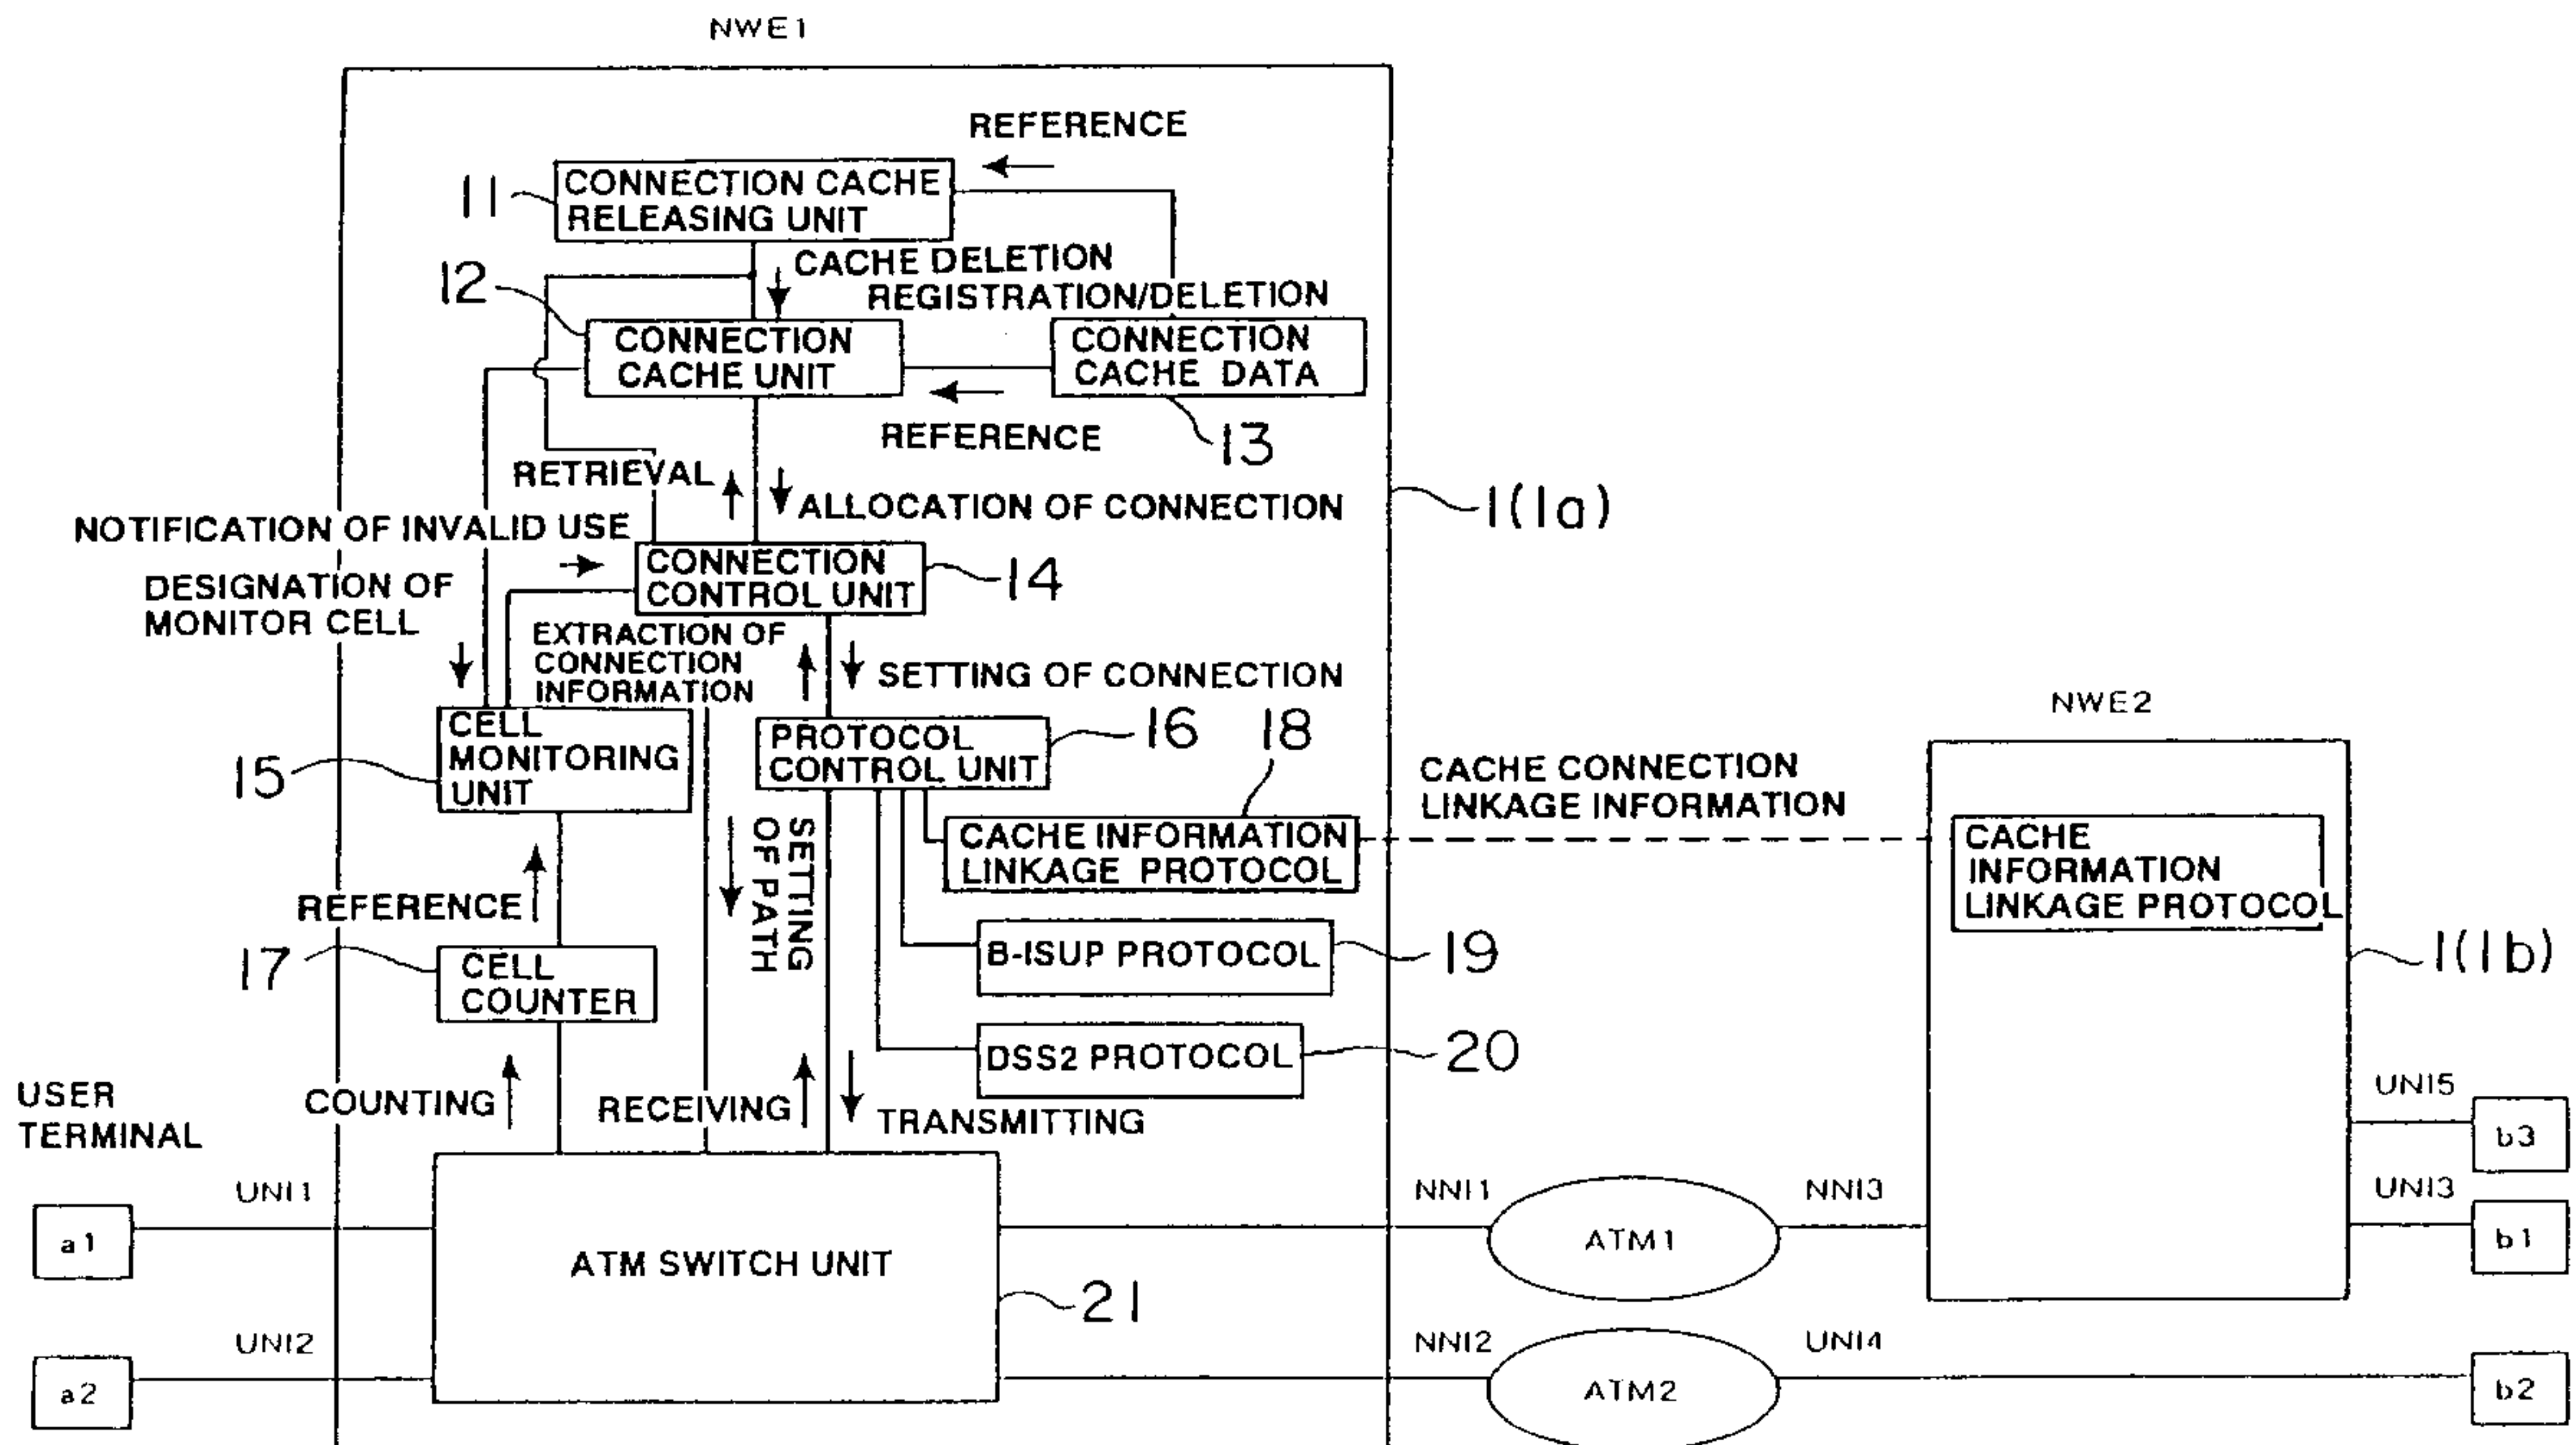 NWE1
REFERENCE
11
CONNECTION CACHE
RELEASING UNIT
CACHE DELETION
12
REGISTRATION/DELETION
CONNECTION
CACHE UNIT
CONNECTION
CACHE DATA
REFERENCE
13
RETRIEVAL
ALLOCATION OF CONNECTION
1(1a)
NOTIFICATION OF INVALID USE
CONNECTION
CONTROL UNIT
14
DESIGNATION OF
MONITOR CELL
EXTRACTION OF
CONNECTION
INFORMATION
SETTING OF CONNECTION
CELL
MONITORING
UNIT
15
PROTOCOL
CONTROL UNIT
16
18
NWE2
CACHE CONNECTION
LINKAGE INFORMATION
SETTING
OF PATH
CACHE INFORMATION
LINKAGE PROTOCOL
CACHE
INFORMATION
LINKAGE PROTOCOL
REFERENCE
17
CELL
COUNTER
B-ISUP PROTOCOL
19
1(1b)
DSS2 PROTOCOL
20
USER
TERMINAL
COUNTING
RECEIVING
TRANSMITTING
UNI5
b3
UNI1
a1
ATM SWITCH UNIT
21
NNI1
ATM1
NNI3
UNI3
b1
UNI2
a2
NNI2
ATM2
UNI4
b2